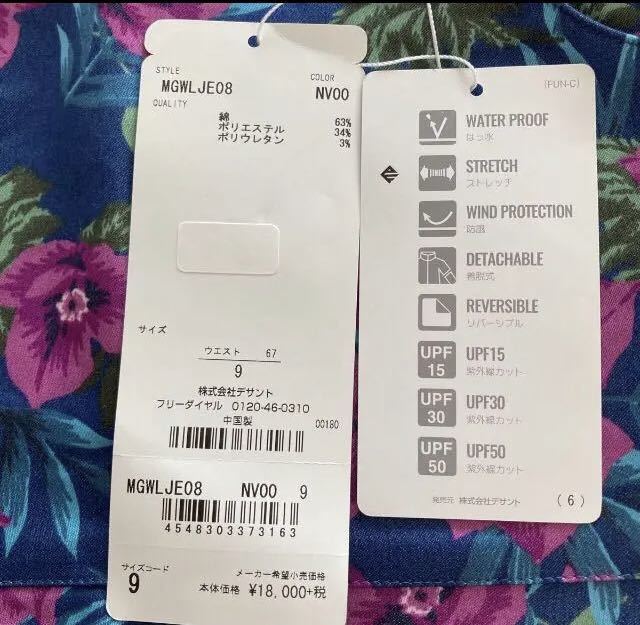 STYLE
COLOR
MGWLJE08
NV00
QUALITY
綿 63%
ポリエステル 34%
ポリウレタン 3%
サイズ
ウエスト 67
9
株式会社デサント
フリーダイヤル 0120-46-0310
中国製
00180
MGWLJE08 NV00 9
4548303373163
サイズコード
9
メーカー希望小売価格
本体価格 ¥18,000+税
(FUN-C)
WATER PROOF
はっ水
STRETCH
ストレッチ
WIND PROTECTION
防風
DETACHABLE
着脱式
REVERSIBLE
リバーシブル
UPF 15
UPF15
紫外線カット
UPF 30
UPF30
紫外線カット
UPF 50
UPF50
紫外線カット
発売元 株式会社デサント
(6)